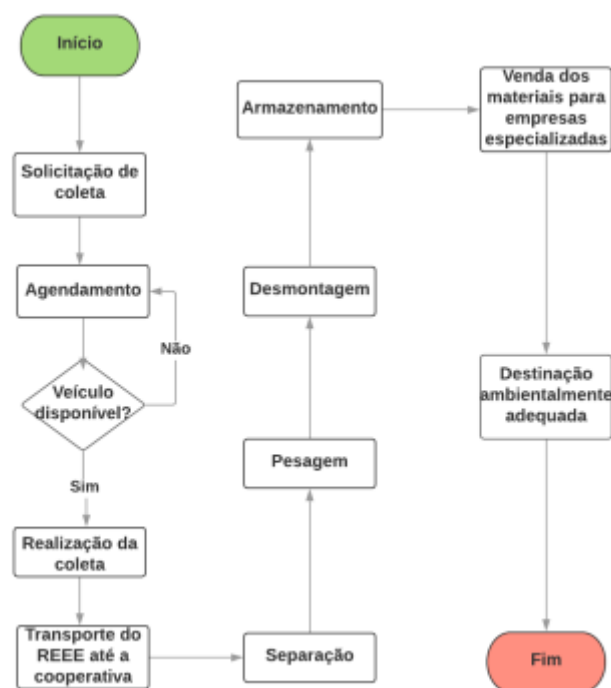 Início
Solicitação de
coleta
Agendamento
Não
Veículo
disponível?
Sim
Realização da
coleta
Transporte do
REEE até a
cooperativa
Separação
Pesagem
Desmontagem
Armazenamento
Venda dos
materiais para
empresas
especializadas
Destinação
ambientalmente
adequada
Fim